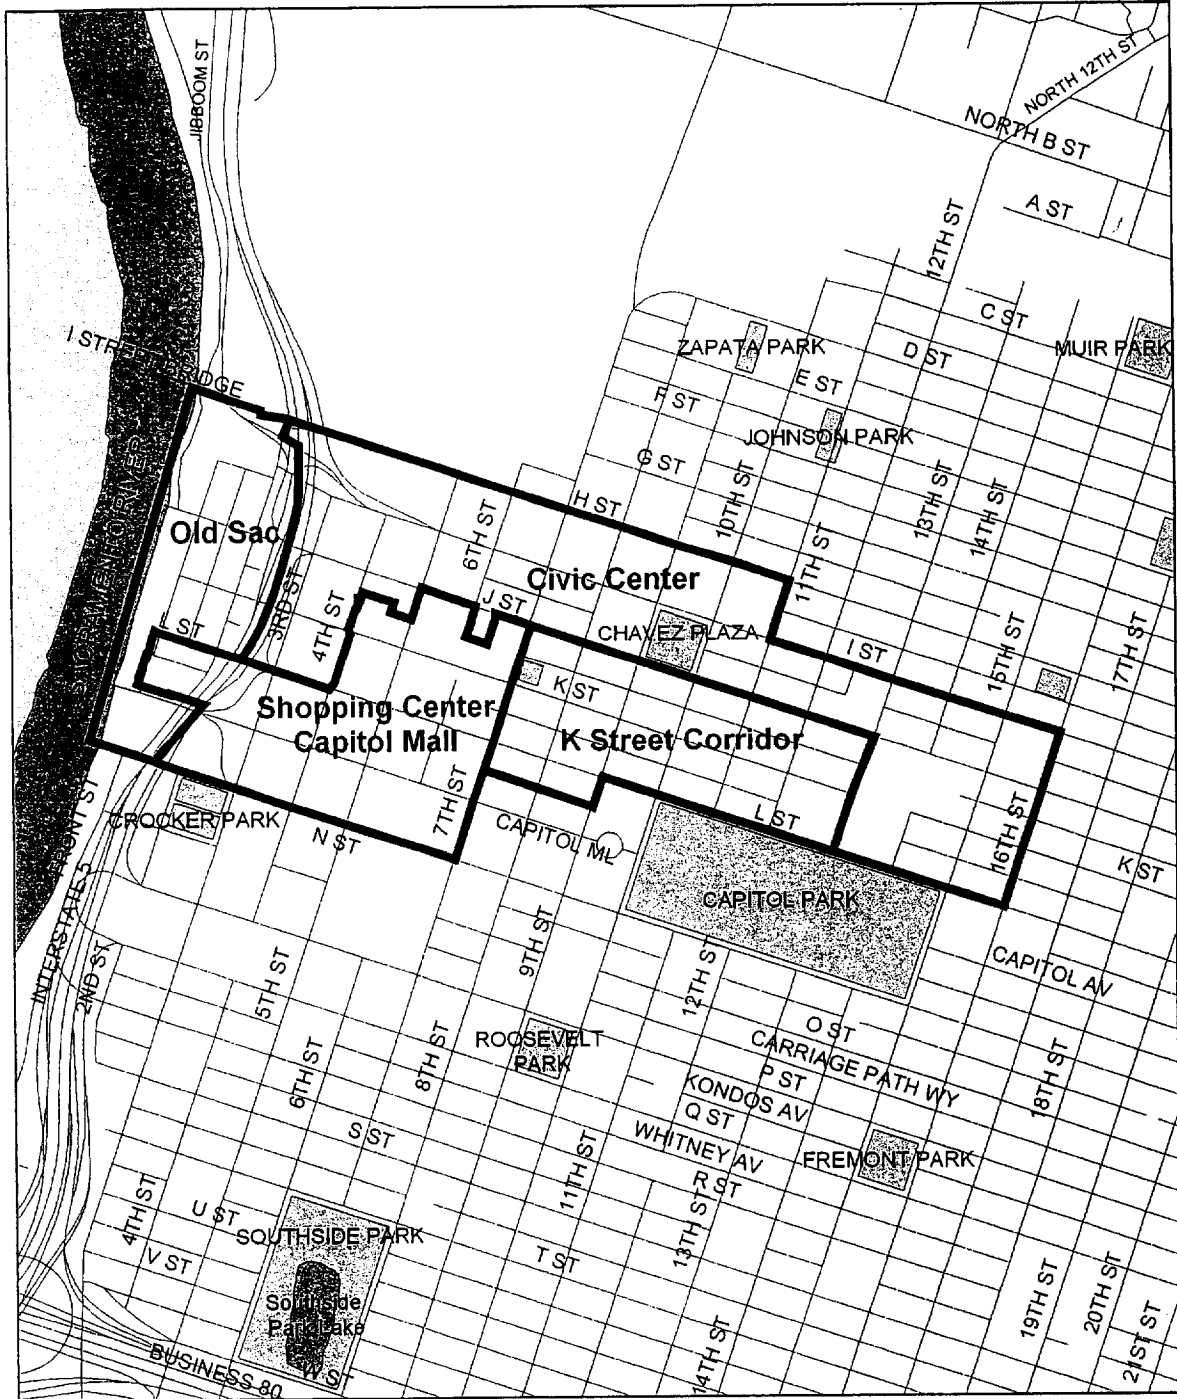 JIBBOOM ST
NORTH 12TH ST
NORTH B ST
A ST
12TH ST
C ST
I STREET BRIDGE
ZAPATA PARK
D ST
MUIR PARK
E ST
F ST
JOHNSON PARK
G ST
10TH ST
13TH ST
14TH ST
SACRAMENTO RIVER
H ST
6TH ST
Old Sac
11TH ST
Civic Center
3RD ST
J ST
4TH ST
L ST
CHAVEZ PLAZA
I ST
15TH ST
17TH ST
K ST
Shopping Center
Capitol Mall
K Street Corridor
7TH ST
FRONT ST
CROCKER PARK
N ST
CAPITOL ML
L ST
16TH ST
K ST
CAPITOL PARK
INTERSTATE 5
2ND ST
5TH ST
9TH ST
12TH ST
CAPITOL AV
O ST
CARRIAGE PATH WY
ROOSEVELT
PARK
8TH ST
6TH ST
P ST
KONDOS AV
Q ST
18TH ST
S ST
WHITNEY AV
FREMONT PARK
R ST
11TH ST
13TH ST
4TH ST
U ST
SOUTHSIDE PARK
V ST
T ST
Southside
Park Lake
W ST
BUSINESS 80
14TH ST
19TH ST
20TH ST
21ST ST